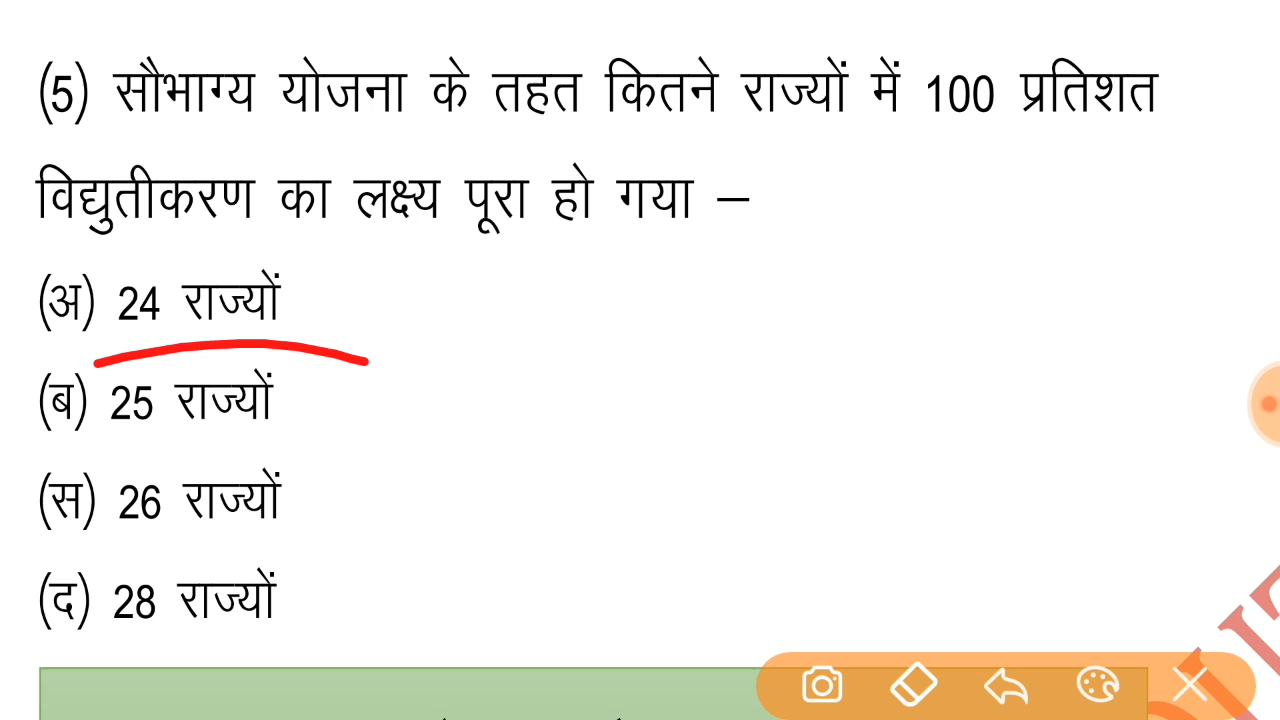 (5) सौभाग्य योजना के तहत कितने राज्यों में 100 प्रतिशत
विद्युतीकरण का लक्ष्य पूरा हो गया –
(अ) 24 राज्यों
(ब) 25 राज्यों
(स) 26 राज्यों
(द) 28 राज्यों